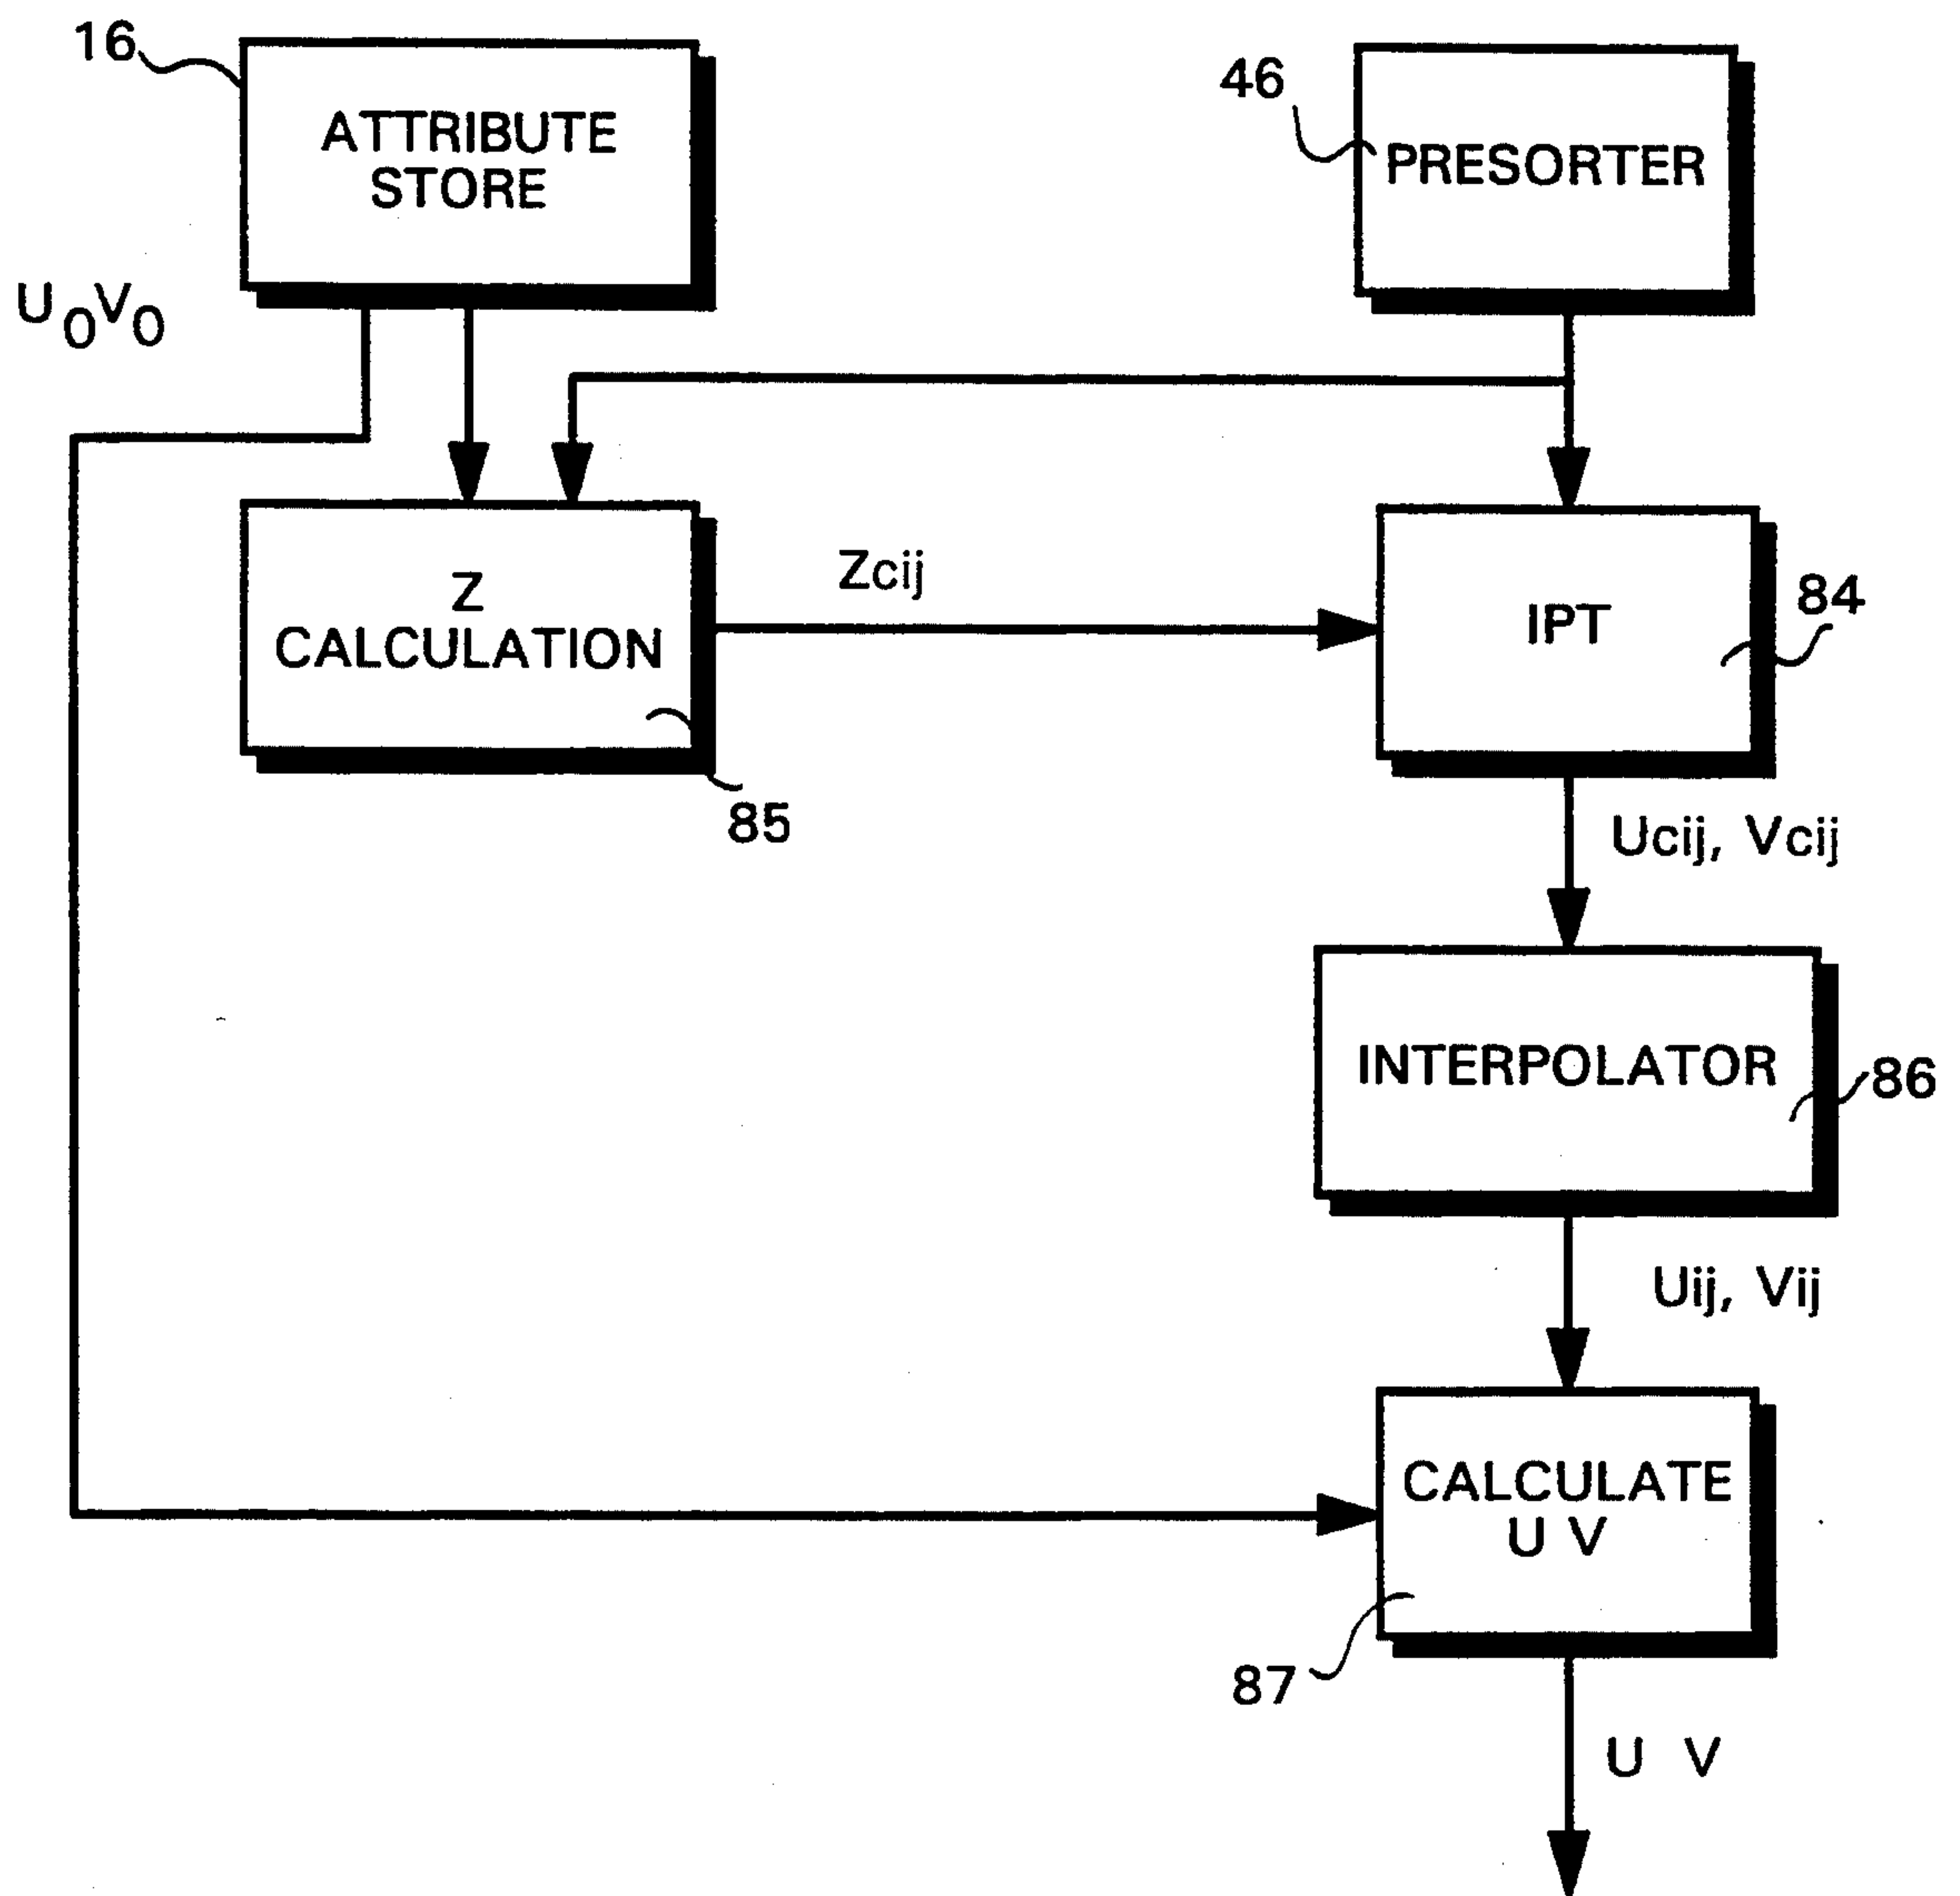 16
ATTRIBUTE
STORE
46
PRESORTER
U0V0
Z
CALCULATION
85
Zcij
IPT
84
Ucij, Vcij
INTERPOLATOR
86
Uij, Vij
CALCULATE
U V
87
U V